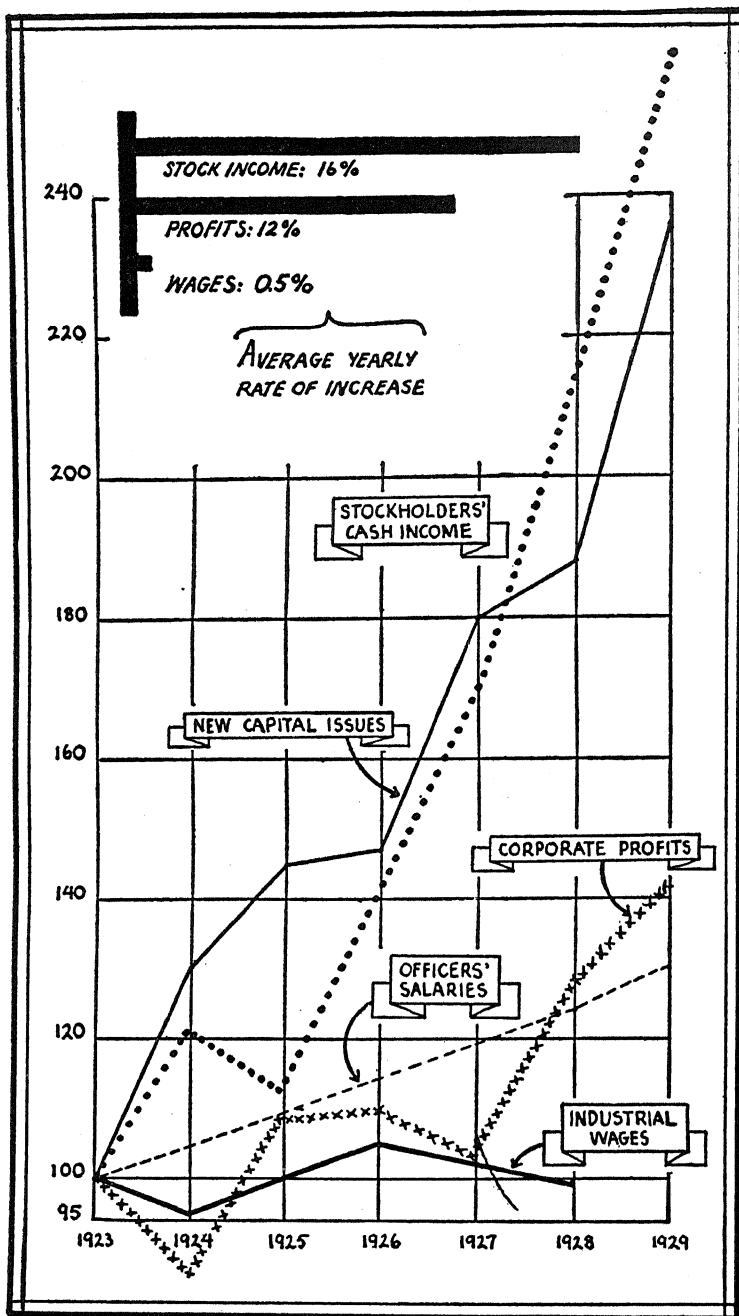 STOCK INCOME: 16%
240
PROFITS: 12%
WAGES: 0.5%
220
AVERAGE YEARLY
RATE OF INCREASE
200
STOCKHOLDERS'
CASH INCOME
180
NEW CAPITAL ISSUES
160
CORPORATE PROFITS
140
OFFICERS'
SALARIES
120
INDUSTRIAL
WAGES
100
95
1923 1924 1925 1926 1927 1928 1929